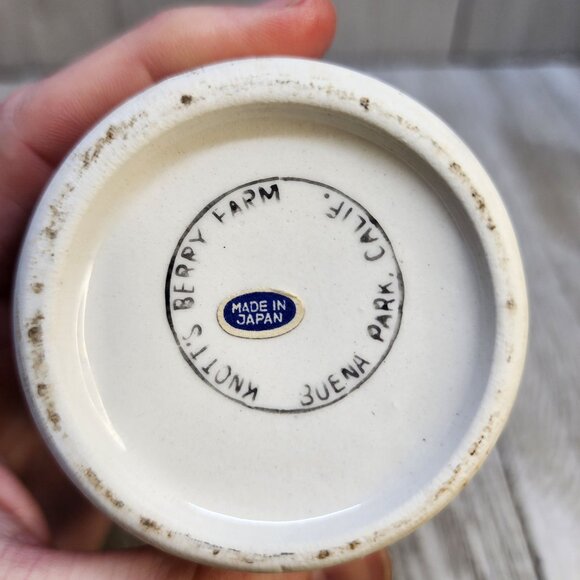 KNOTT'S BERRY FARM
BUENA PARK, CALIF.
MADE IN
JAPAN